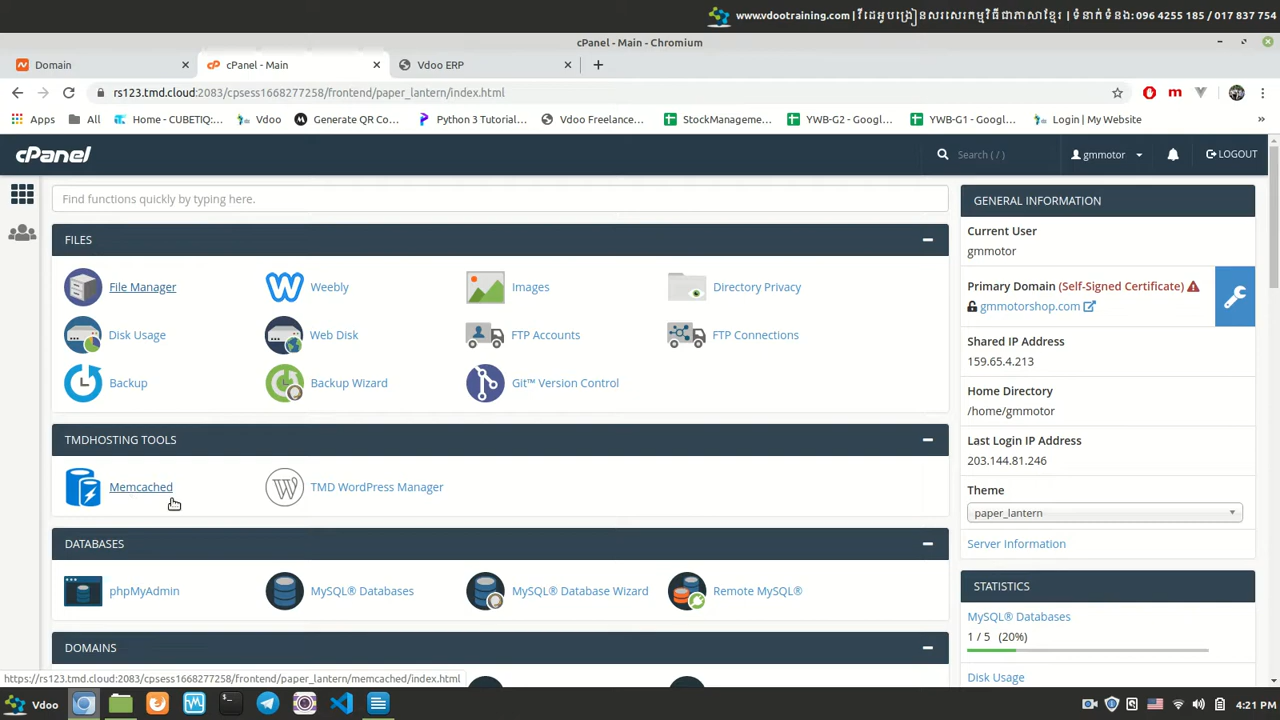 www.vdootraining.com | វីដេអូបង្រៀនសរសេរកម្មវិធីជាភាសាខ្មែរ | ទំនាក់ទំនង: 096 4255 185 / 017 837 754
cPanel - Main - Chromium
Domain
cPanel - Main
Vdoo ERP
rs123.tmd.cloud:2083/cpsess1668277258/frontend/paper_lantern/index.html
Apps
All
Home - CUBETIQ:...
Vdoo
Generate QR Co...
Python 3 Tutorial...
Vdoo Freelance...
StockManageme...
YWB-G2 - Googl...
YWB-G1 - Googl...
Login | My Website
cPanel
Search ( / )
gmmotor
LOGOUT
Find functions quickly by typing here.
FILES
File Manager
Weebly
Images
Directory Privacy
Disk Usage
Web Disk
FTP Accounts
FTP Connections
Backup
Backup Wizard
Git™ Version Control
TMDHOSTING TOOLS
Memcached
TMD WordPress Manager
DATABASES
phpMyAdmin
MySQL® Databases
MySQL® Database Wizard
Remote MySQL®
DOMAINS
GENERAL INFORMATION
Current User
gmmotor
Primary Domain (Self-Signed Certificate)
gmmotorshop.com
Shared IP Address
159.65.4.213
Home Directory
/home/gmmotor
Last Login IP Address
203.144.81.246
Theme
paper_lantern
Server Information
STATISTICS
MySQL® Databases
1 / 5 (20%)
Disk Usage
https://rs123.tmd.cloud:2083/cpsess1668277258/frontend/paper_lantern/memcached/index.html
Vdoo
4:21 PM